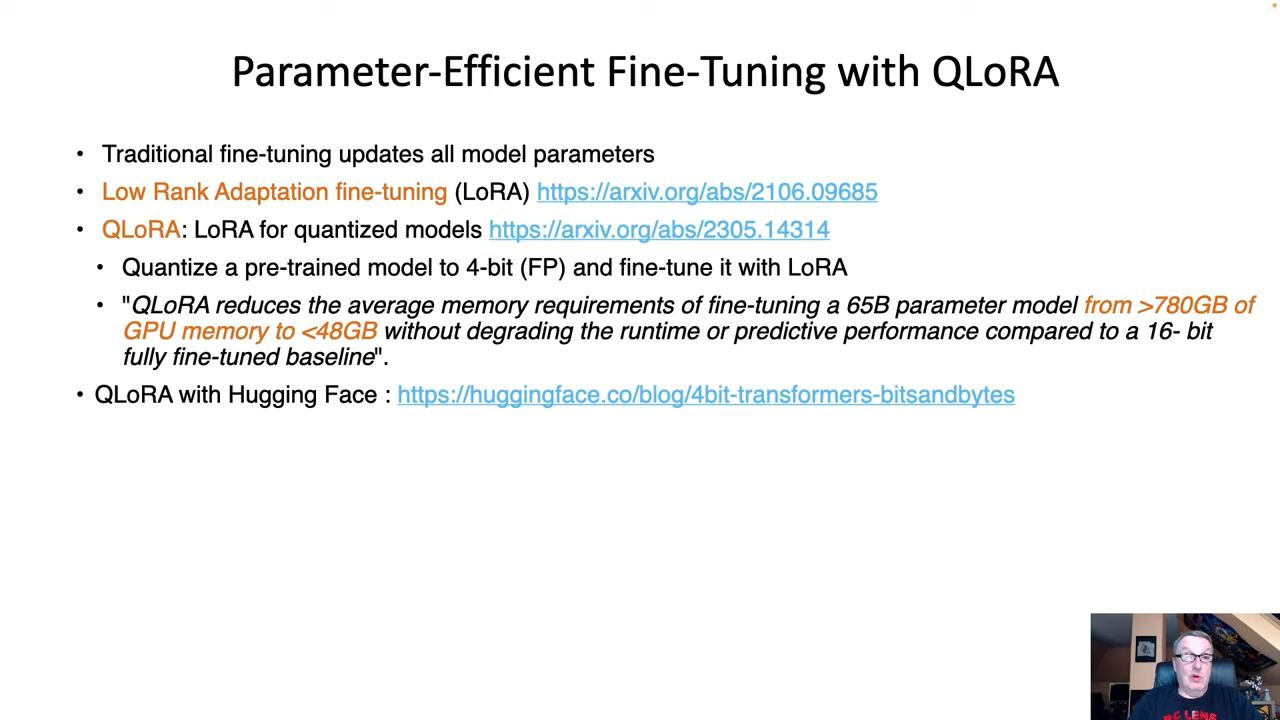 Parameter-Efficient Fine-Tuning with QLoRA
• Traditional fine-tuning updates all model parameters
• Low Rank Adaptation fine-tuning (LoRA) https://arxiv.org/abs/2106.09685
• QLoRA: LoRA for quantized models https://arxiv.org/abs/2305.14314
• Quantize a pre-trained model to 4-bit (FP) and fine-tune it with LoRA
• "QLoRA reduces the average memory requirements of fine-tuning a 65B parameter model from >780GB of
GPU memory to <48GB without degrading the runtime or predictive performance compared to a 16- bit
fully fine-tuned baseline".
• QLoRA with Hugging Face : https://huggingface.co/blog/4bit-transformers-bitsandbytes